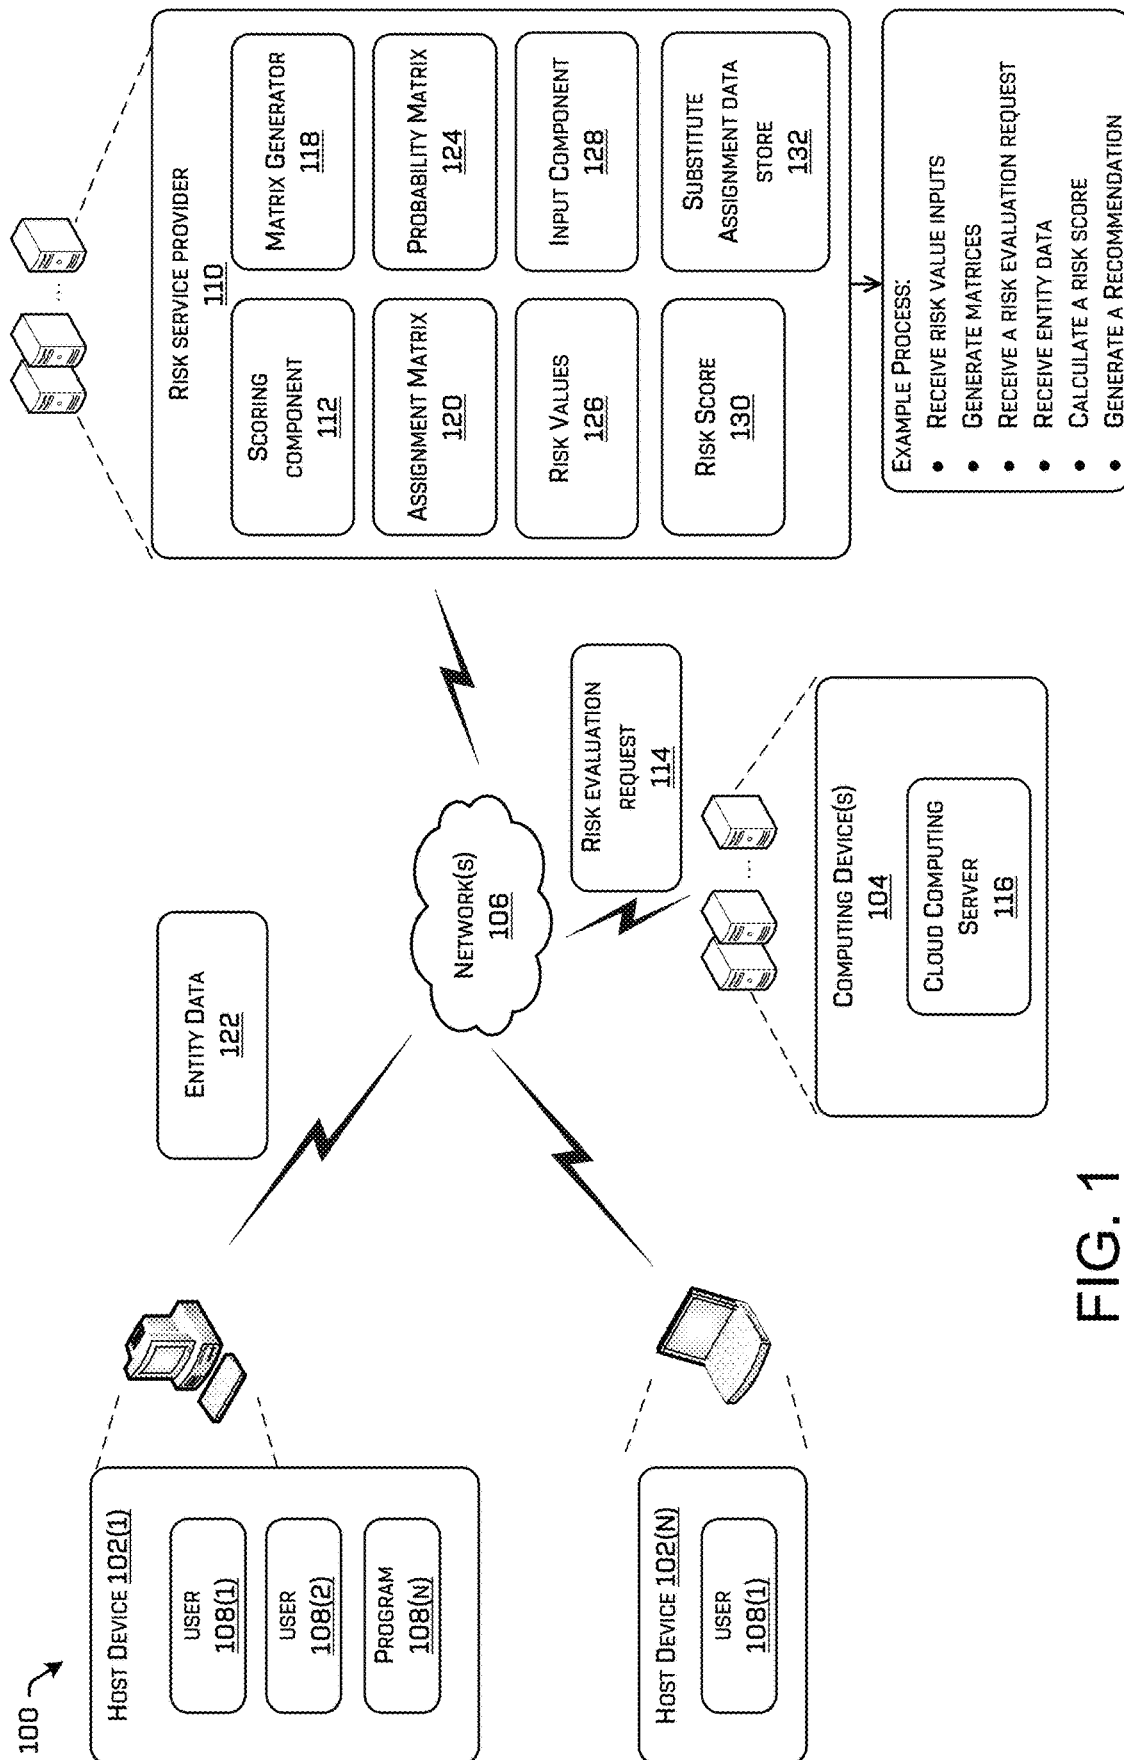 100
HOST DEVICE 102(1)
USER
108(1)
USER
108(2)
PROGRAM
108(N)
HOST DEVICE 102(N)
USER
108(1)
ENTITY DATA
122
NETWORK(S)
106
RISK EVALUATION
REQUEST
114
COMPUTING DEVICE(S)
104
CLOUD COMPUTING
SERVER
116
RISK SERVICE PROVIDER
110
SCORING
COMPONENT
112
MATRIX GENERATOR
118
ASSIGNMENT MATRIX
120
PROBABILITY MATRIX
124
RISK VALUES
126
INPUT COMPONENT
128
RISK SCORE
130
SUBSTITUTE
ASSIGNMENT DATA
STORE
132
EXAMPLE PROCESS:
• RECEIVE RISK VALUE INPUTS
• GENERATE MATRICES
• RECEIVE A RISK EVALUATION REQUEST
• RECEIVE ENTITY DATA
• CALCULATE A RISK SCORE
• GENERATE A RECOMMENDATION
FIG. 1